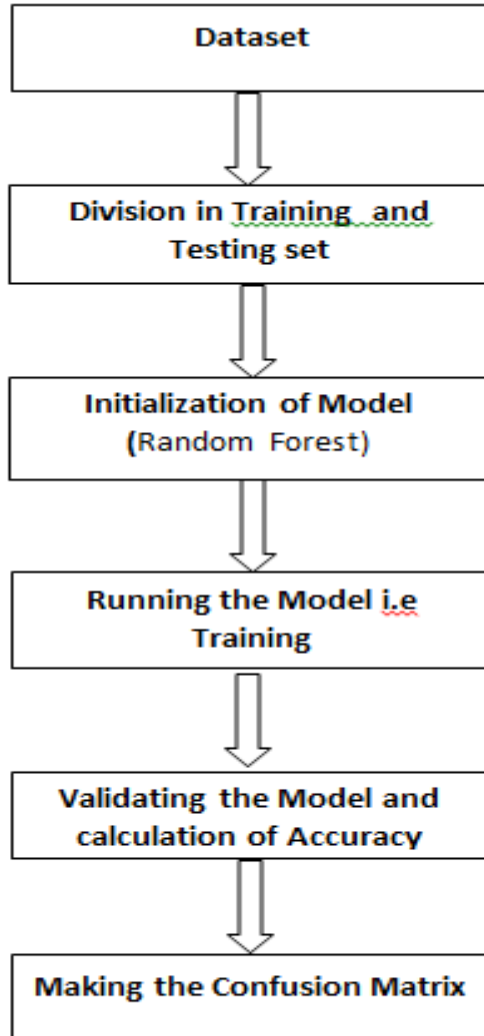 Dataset
Division in Training and
Testing set
Initialization of Model
(Random Forest)
Running the Model i.e
Training
Validating the Model and
calculation of Accuracy
Making the Confusion Matrix